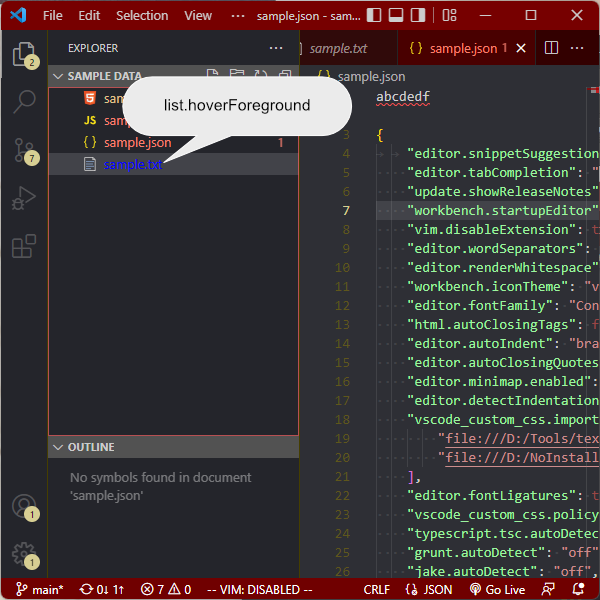 File Edit Selection View ··· sample.json - sam...
EXPLORER ···
sample.txt
{ } sample.json 1
···
2
SAMPLE DATA
{ } sample.json
list.hoverForeground
JS
{ } sample.json 1
sample.txt
7
abcdedf
3 {
4 "editor.snippetSuggestion
5 "editor.tabCompletion": "
6 "update.showReleaseNotes"
7 "workbench.startupEditor"
8 "vim.disableExtension": t
9 "editor.wordSeparators":
10 "editor.renderWhitespace"
11 "workbench.iconTheme": "v
12 "editor.fontFamily": "Con
13 "html.autoClosingTags": f
14 "editor.autoIndent": "bra
15 "editor.autoClosingQuotes
16 "editor.minimap.enabled":
17 "editor.detectIndentation
18 "vscode_custom_css.import
19 "file:///D:/Tools/tex
20 "file:///D:/NoInstall
21 ],
22 "editor.fontLigatures": t
23 "vscode_custom_css.policy
24 "typescript.tsc.autoDetec
25 "grunt.autoDetect": "off"
26 "jake.autoDetect": "off",
OUTLINE
No symbols found in document
'sample.json'
1
1
main* 0↓ 1↑ 7 0 -- VIM: DISABLED -- CRLF { } JSON Go Live